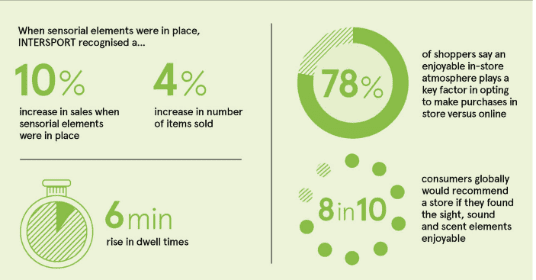 When sensorial elements were in place,
INTERSPORT recognised a...
10%
increase in sales when
sensorial elements
were in place
4%
increase in number
of items sold
6min
rise in dwell times
78%
of shoppers say an
enjoyable in-store
atmosphere plays a
key factor in opting
to make purchases in
store versus online
8in10
consumers globally
would recommend
a store if they found
the sight, sound
and scent elements
enjoyable